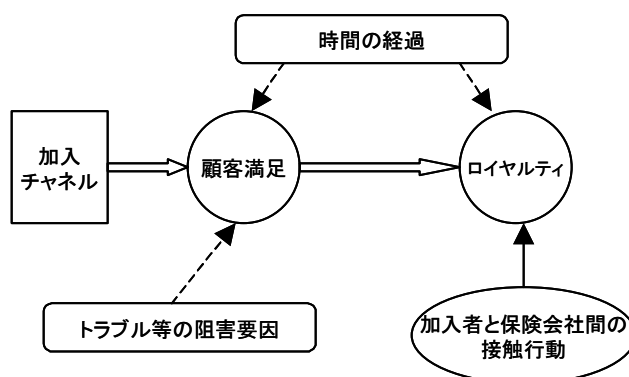 時間の経過
加入
チャネル
顧客満足
ロイヤルティ
トラブル等の阻害要因
加入者と保険会社間の
接触行動